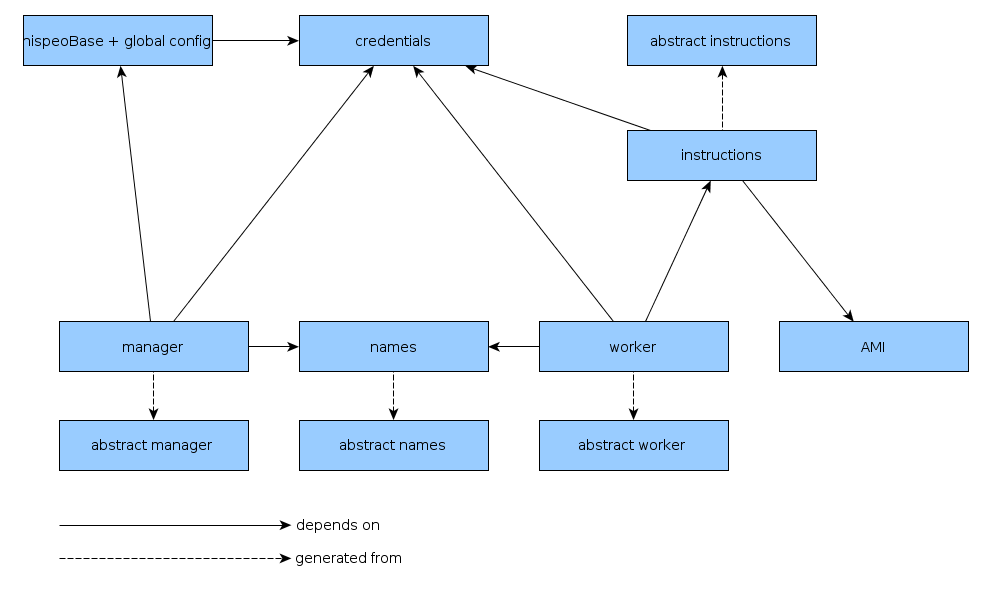 nispeoBase + global config
credentials
abstract instructions
instructions
manager
names
worker
AMI
abstract manager
abstract names
abstract worker
depends on
generated from